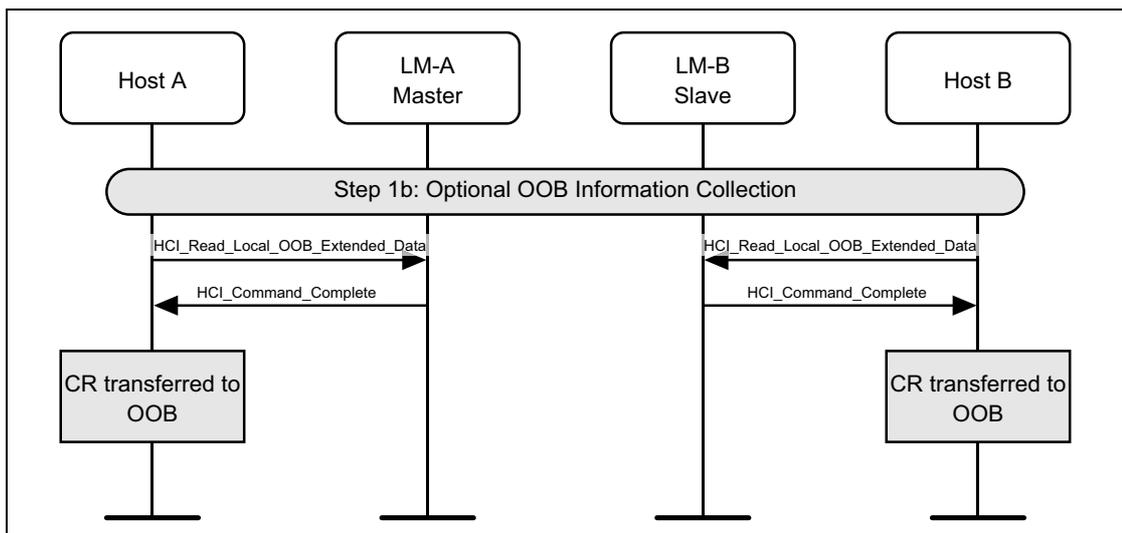 Host A
LM-A
Master
LM-B
Slave
Host B
Step 1b: Optional OOB Information Collection
HCI_Read_Local_OOB_Extended_Data
HCI_Read_Local_OOB_Extended_Data
HCI_Command_Complete
HCI_Command_Complete
CR transferred to
OOB
CR transferred to
OOB